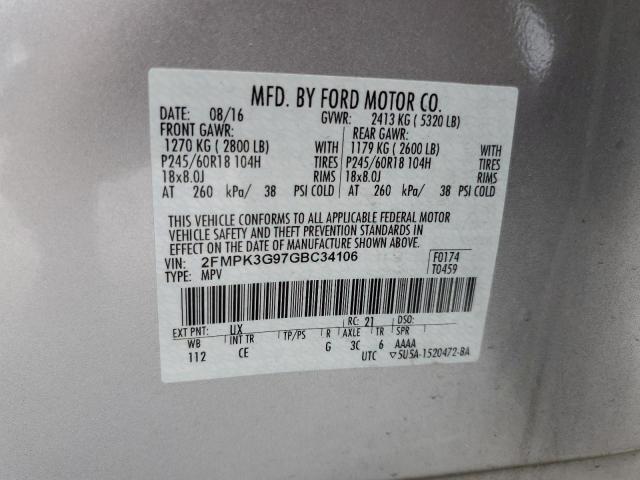 MFD. BY FORD MOTOR CO.
DATE: 08/16 GVWR: 2413 KG ( 5320 LB)
FRONT GAWR: REAR GAWR:
1270 KG ( 2800 LB) WITH 1179 KG ( 2600 LB) WITH
P245/60R18 104H TIRES P245/60R18 104H TIRES
18x8.0J RIMS 18x8.0J RIMS
AT 260 kPa/ 38 PSI COLD AT 260 kPa/ 38 PSI COLD
THIS VEHICLE CONFORMS TO ALL APPLICABLE FEDERAL MOTOR
VEHICLE SAFETY AND THEFT PREVENTION STANDARDS IN
EFFECT ON THE DATE OF MANUFACTURE SHOWN ABOVE.
VIN: 2FMPK3G97GBC34106 F0174
TYPE: MPV T0459
EXT PNT: UX RC: 21 DSO:
WB INT TR TP/PS R AXLE TR SPR
112 CE G 3C 6 AAAA
UTC ▽5U5A-1520472-BA